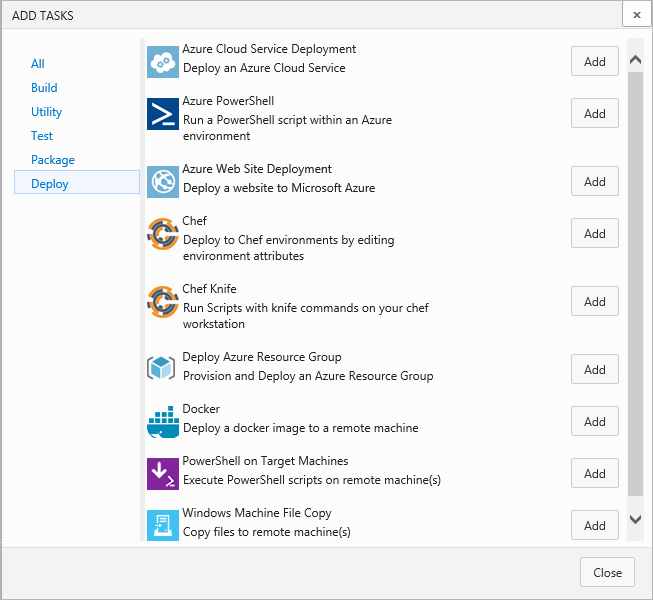 ADD TASKS
×
All
Build
Utility
Test
Package
Deploy
Azure Cloud Service Deployment
Deploy an Azure Cloud Service
Add
Azure PowerShell
Run a PowerShell script within an Azure
environment
Add
Azure Web Site Deployment
Deploy a website to Microsoft Azure
Add
Chef
Deploy to Chef environments by editing
environment attributes
Add
Chef Knife
Run Scripts with knife commands on your chef
workstation
Add
Deploy Azure Resource Group
Provision and Deploy an Azure Resource Group
Add
Docker
Deploy a docker image to a remote machine
Add
PowerShell on Target Machines
Execute PowerShell scripts on remote machine(s)
Add
Windows Machine File Copy
Copy files to remote machine(s)
Add
Close